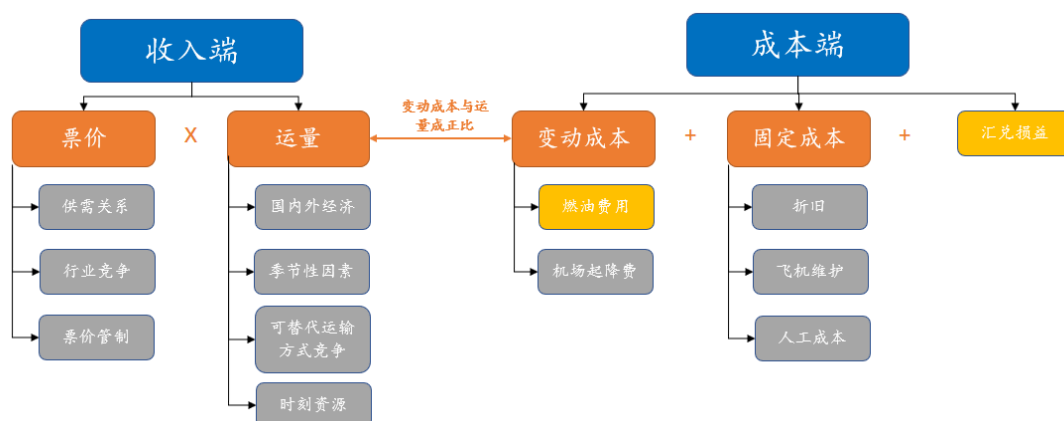 收入端
成本端
变动成本与运
量成正比
票价
X
运量
变动成本
+
固定成本
+
汇兑损益
供需关系
国内外经济
燃油费用
折旧
行业竞争
季节性因素
机场起降费
飞机维护
票价管制
可替代运输
方式竞争
人工成本
时刻资源